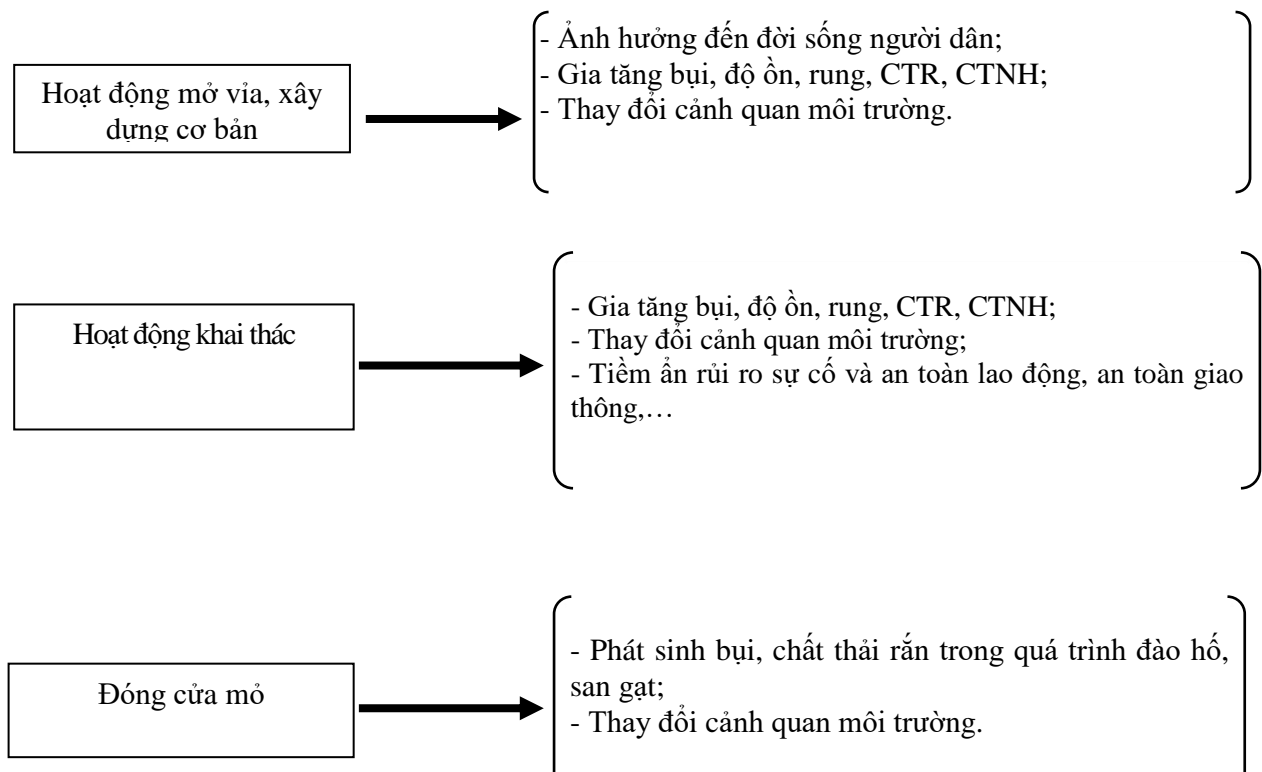 Hoạt động mở vỉa, xây
dựng cơ bản
- Ảnh hưởng đến đời sống người dân;
- Gia tăng bụi, độ ồn, rung, CTR, CTNH;
- Thay đổi cảnh quan môi trường.
Hoạt động khai thác
- Gia tăng bụi, độ ồn, rung, CTR, CTNH;
- Thay đổi cảnh quan môi trường;
- Tiềm ẩn rủi ro sự cố và an toàn lao động, an toàn giao
thông,…
Đóng cửa mỏ
- Phát sinh bụi, chất thải rắn trong quá trình đào hố,
san gạt;
- Thay đổi cảnh quan môi trường.